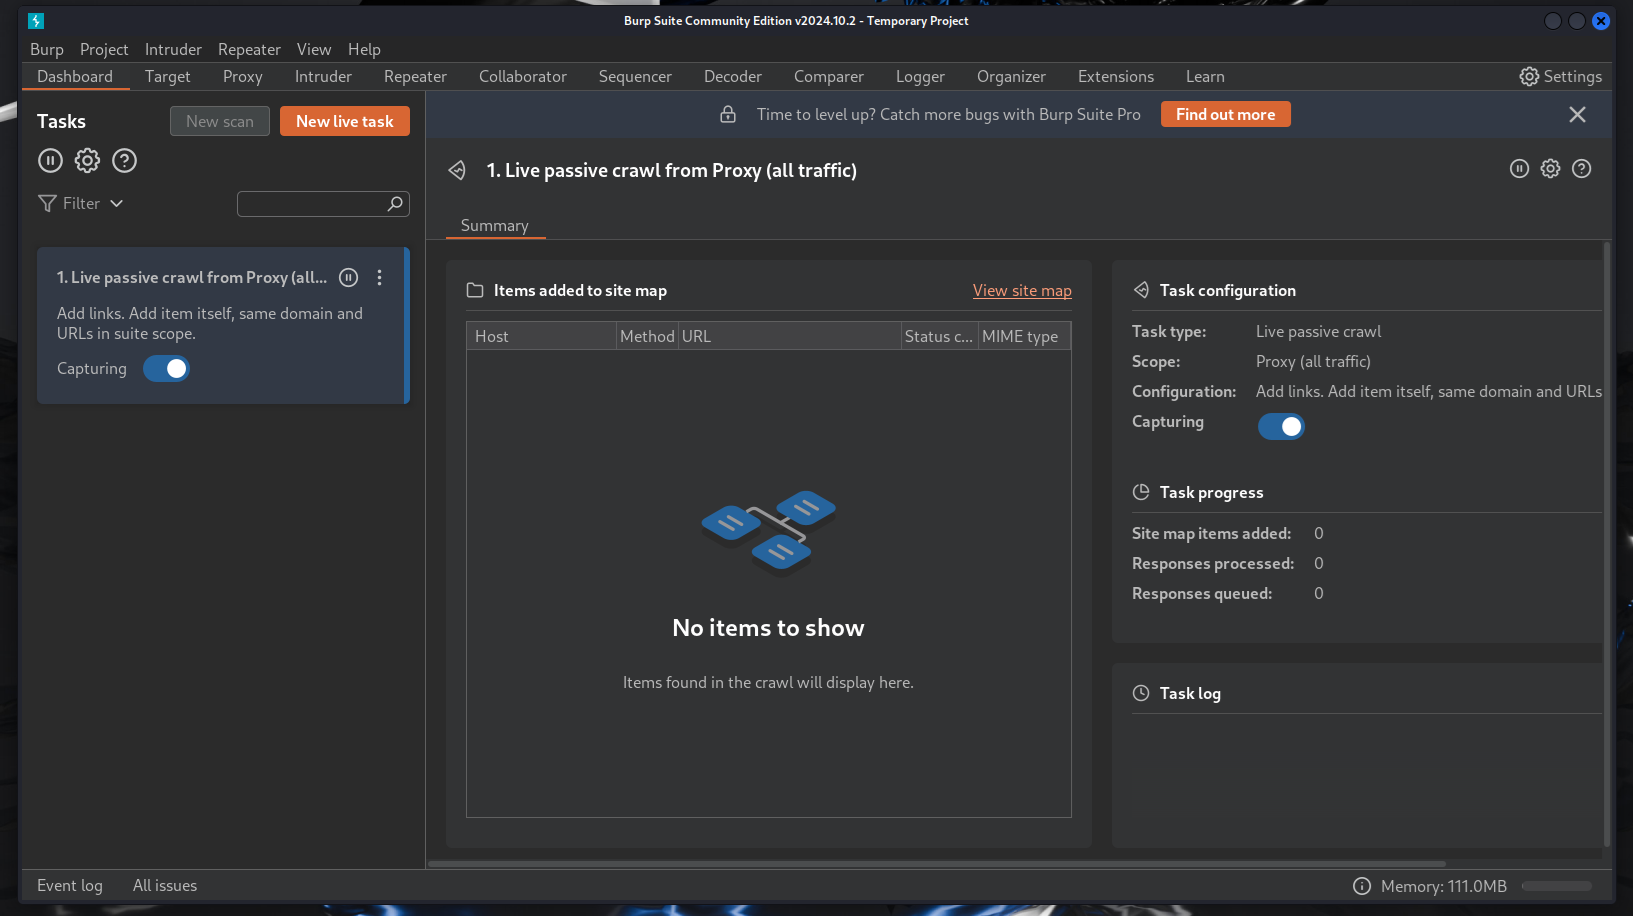 Burp Suite Community Edition v2024.10.2 - Temporary Project
Burp Project Intruder Repeater View Help
Dashboard Target Proxy Intruder Repeater Collaborator Sequencer Decoder Comparer Logger Organizer Extensions Learn Settings
Tasks New scan New live task
Filter
1. Live passive crawl from Proxy (all...
Add links. Add item itself, same domain and
URLs in suite scope.
Capturing
Time to level up? Catch more bugs with Burp Suite Pro Find out more
1. Live passive crawl from Proxy (all traffic)
Summary
Items added to site map View site map
Host Method URL Status c... MIME type
No items to show
Items found in the crawl will display here.
Task configuration
Task type: Live passive crawl
Scope: Proxy (all traffic)
Configuration: Add links. Add item itself, same domain and URLs
Capturing
Task progress
Site map items added: 0
Responses processed: 0
Responses queued: 0
Task log
Event log All issues Memory: 111.0MB